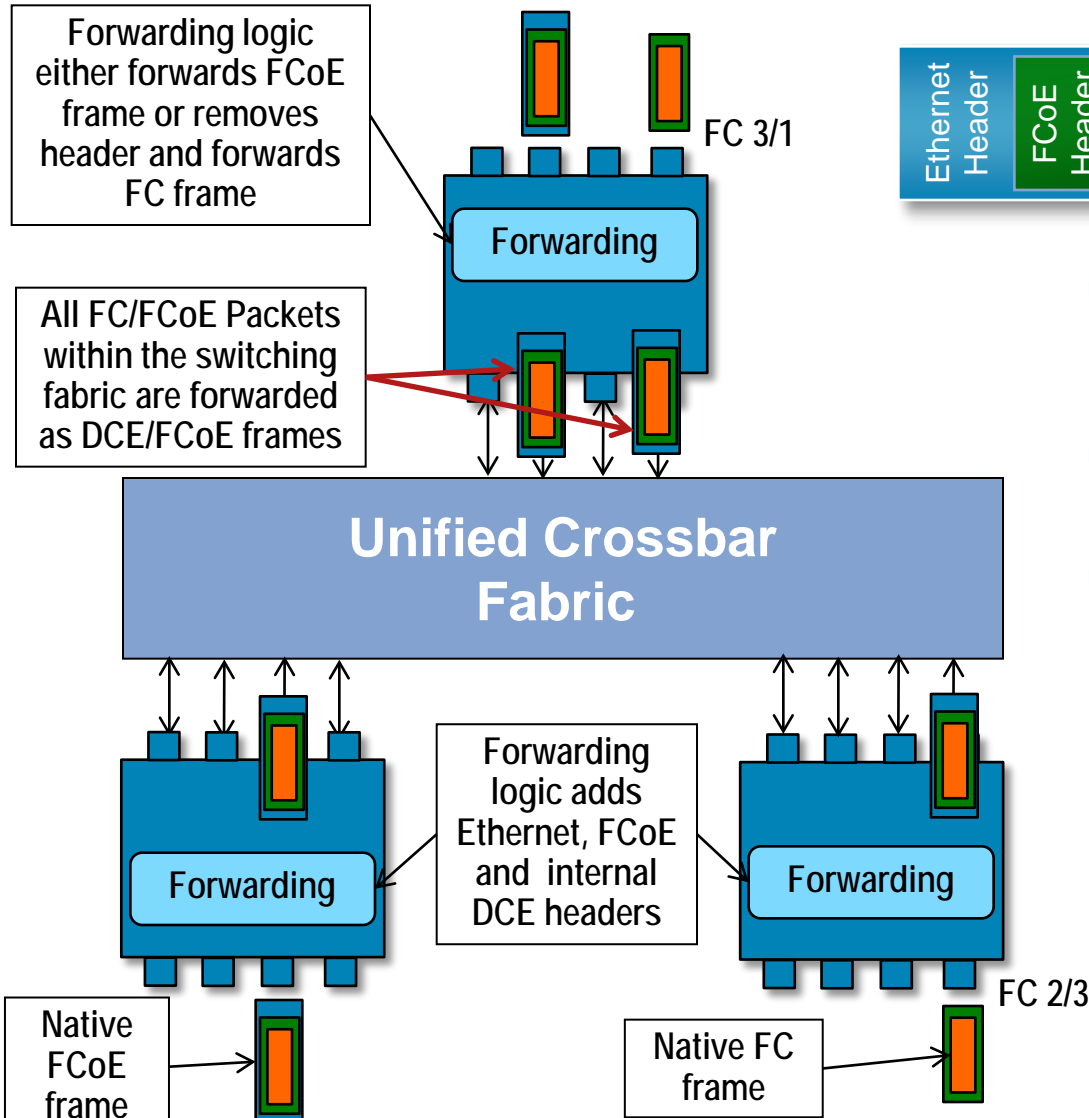 Forwarding logic
either forwards FCoE
frame or removes
header and forwards
FC frame
FC 3/1
Ethernet
Header
FCoE
Header
Forwarding
All FC/FCoE Packets
within the switching
fabric are forwarded
as DCE/FCoE frames
Unified Crossbar
Fabric
Forwarding
logic adds
Ethernet, FCoE
and internal
DCE headers
Forwarding
Forwarding
FC 2/3
Native
FCoE
frame
Native FC
frame